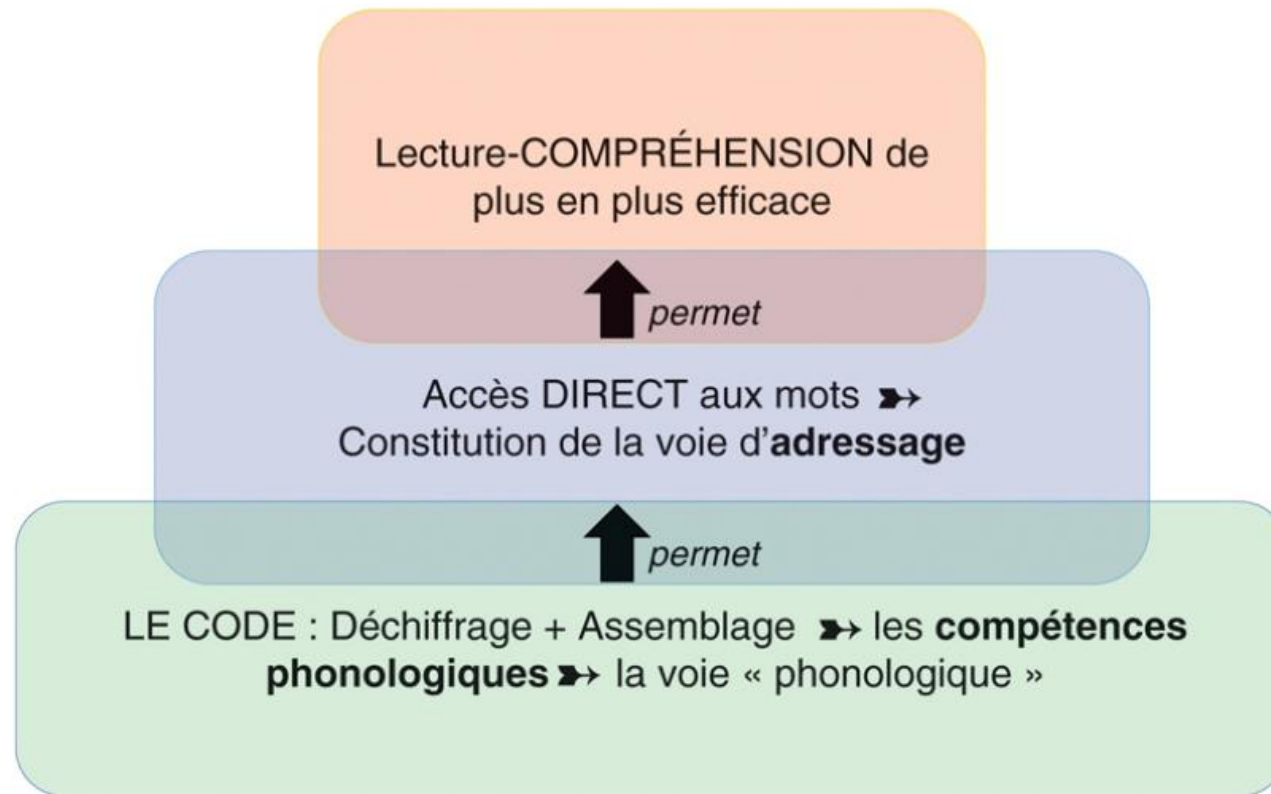 Lecture-COMPRÉHENSION de
plus en plus efficace
permet
Accès DIRECT aux mots ➳
Constitution de la voie d’adressage
permet
LE CODE : Déchiffrage + Assamblage ➳ les compétences
phonologiques ➳ la voie « phonologique »